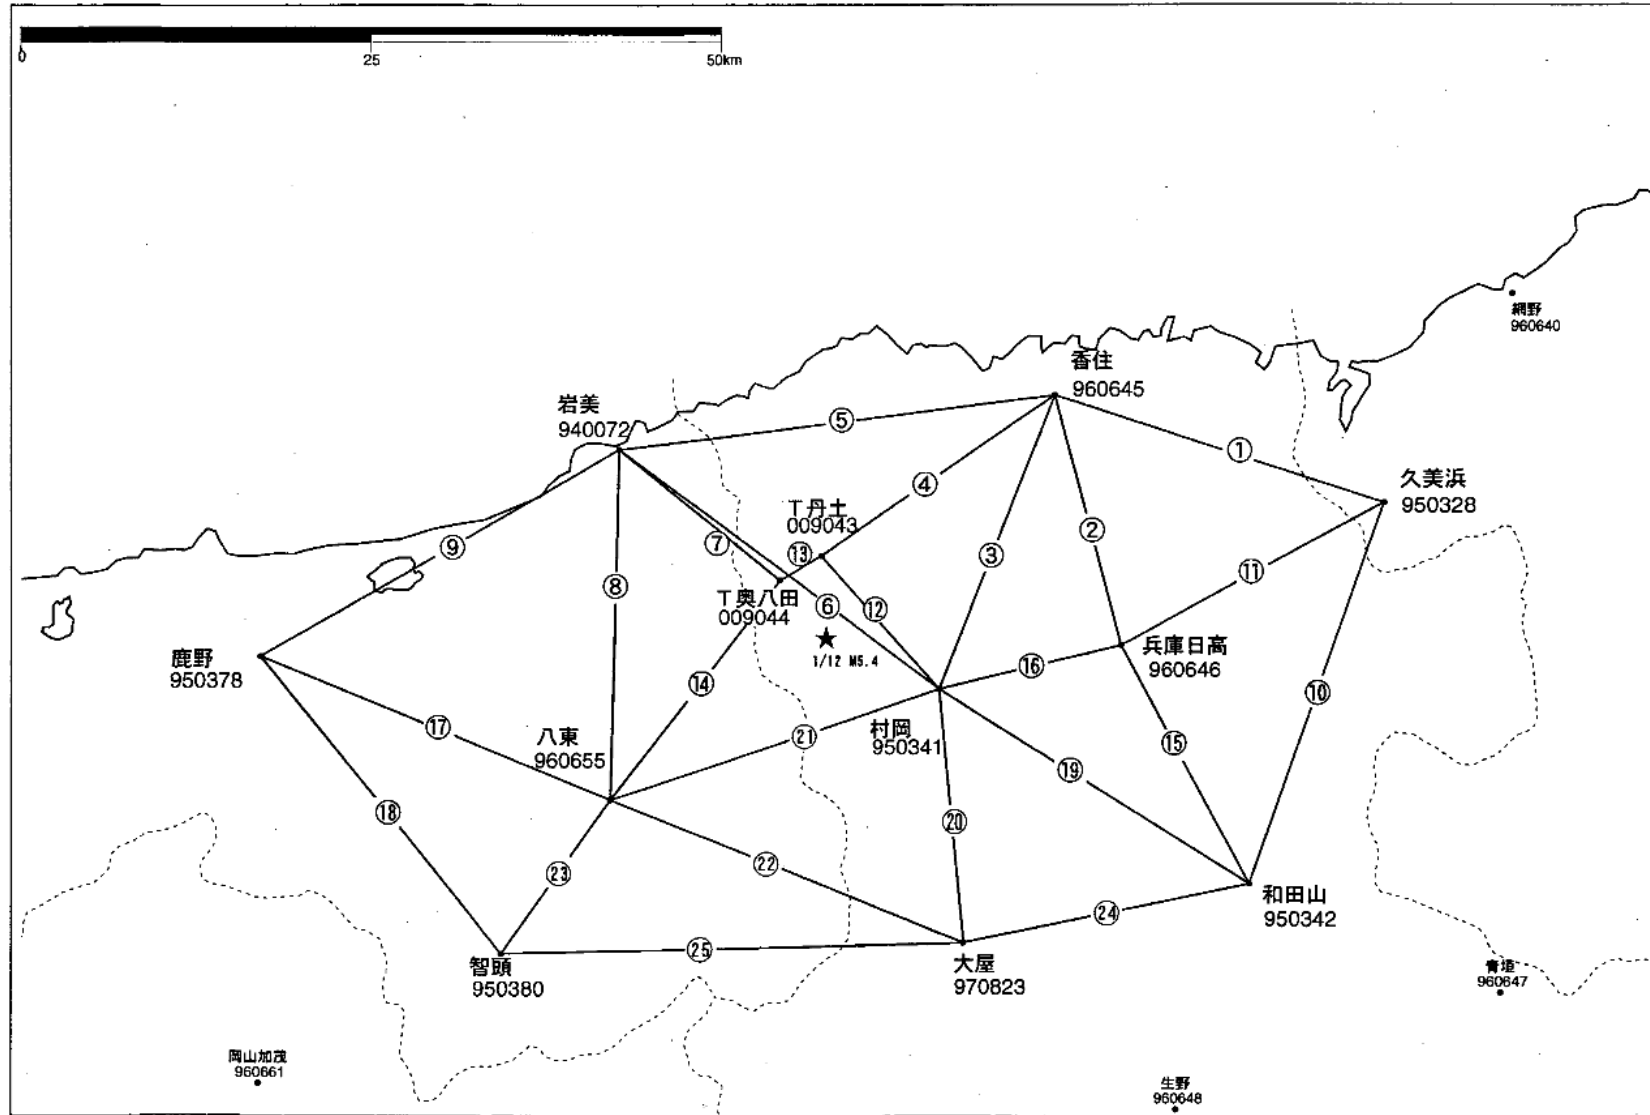 0
25
50km
網野
960640
香住
960645
岩美
940072
⑤
①
久美浜
950328
④
T丹土
009043
②
⑦
⑬
③
⑨
⑪
⑧
T奥八田
009044
⑥
⑫
★
1/12 M5.4
鹿野
950378
兵庫日高
960646
⑯
⑭
⑩
⑰
八東
960655
㉑
村岡
950341
⑮
⑲
⑱
⑳
㉒
㉓
和田山
950342
㉔
㉕
智頭
950380
大屋
970823
青垣
960647
岡山加茂
960661
生野
960648